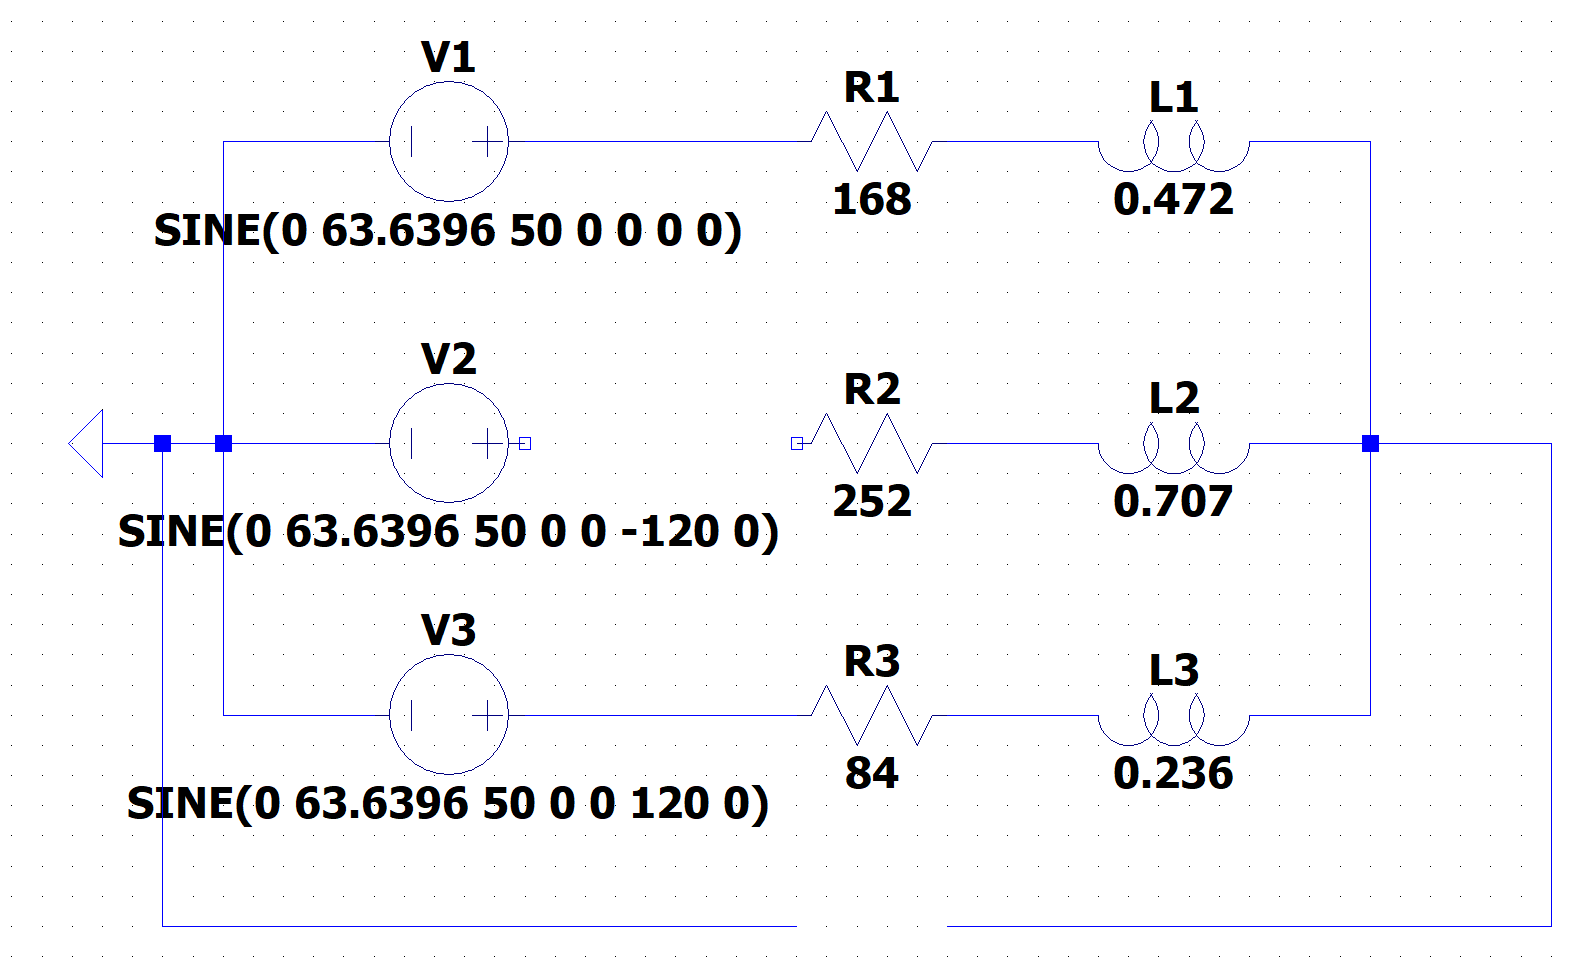 V1
R1
L1
168
0.472
SINE(0 63.6396 50 0 0 0 0)
V2
R2
L2
252
0.707
SINE(0 63.6396 50 0 0 -120 0)
V3
R3
L3
84
0.236
SINE(0 63.6396 50 0 0 120 0)